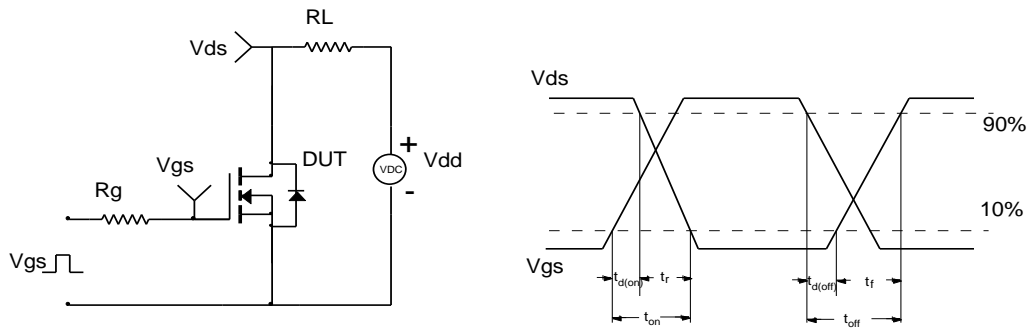 RL
Vds
Vgs
DUT
+
VDC
Vdd
-
Rg
Vgs
Vds
90%
10%
Vgs
td(on)
tr
td(off)
tf
ton
toff